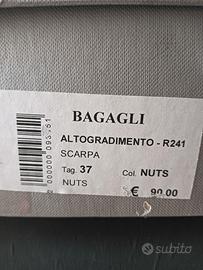 BAGAGLI
ALTOGRADIMENTO - R241
SCARPA
Tag. 37 Col. NUTS
NUTS € 90.00
subito